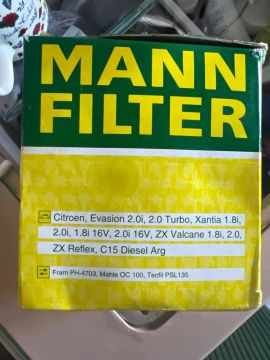 MANN
FILTER
Citroen, Evasion 2.0i, 2.0 Turbo, Xantia 1.8i,
2.0i, 1.8i 16V, 2.0i 16V, ZX Valcane 1.8i, 2.0,
ZX Reflex, C15 Diesel Arg
Fram PH-4703, Mahle OC 100, Tecfil PSL135